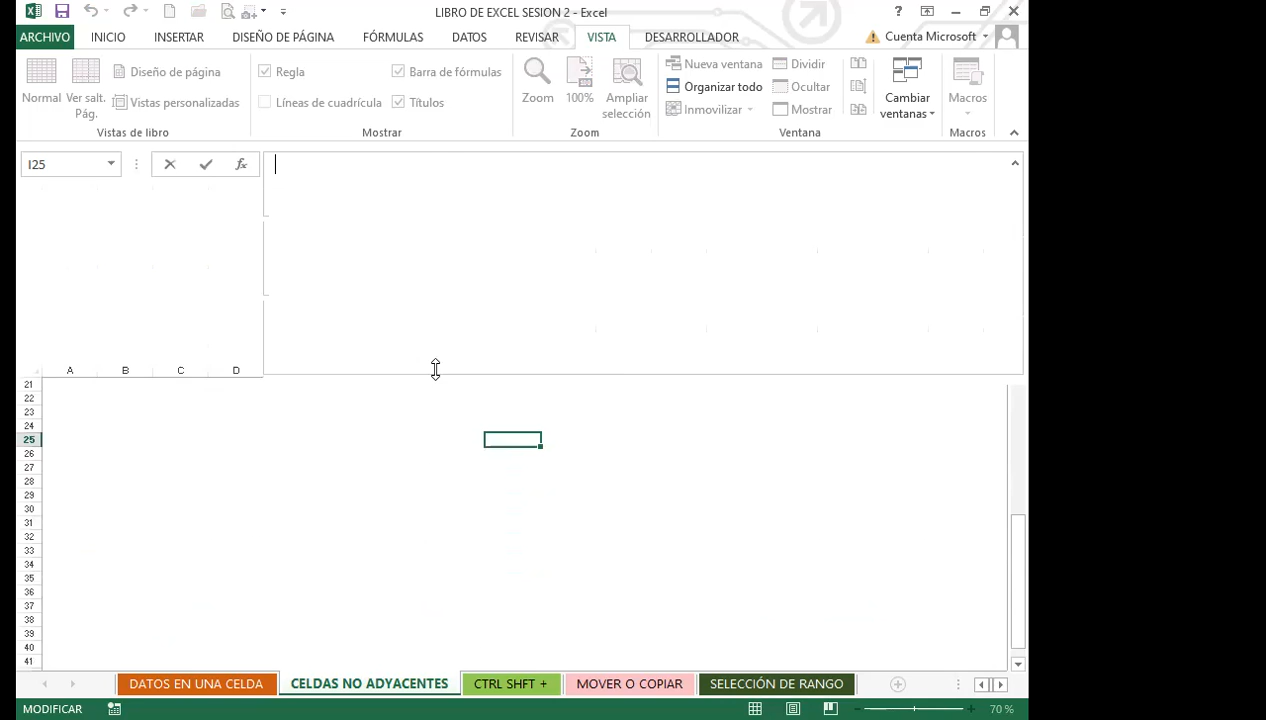 LIBRO DE EXCEL SESION 2 - Excel
?
ARCHIVO INICIO INSERTAR DISEÑO DE PÁGINA FÓRMULAS DATOS REVISAR VISTA DESARROLLADOR Cuenta Microsoft
Normal
Ver salt. Pág.
Diseño de página
Vistas personalizadas
Vistas de libro
Regla
Barra de fórmulas
Líneas de cuadrícula
Títulos
Mostrar
Zoom
100%
Ampliar selección
Zoom
Nueva ventana
Organizar todo
Inmovilizar
Dividir
Ocultar
Mostrar
Cambiar ventanas
Ventana
Macros
Macros
I25
fx
A B C D
21
22
23
24
25
26
27
28
29
30
31
32
33
34
35
36
37
38
39
40
41
DATOS EN UNA CELDA CELDAS NO ADYACENTES CTRL SHFT + MOVER O COPIAR SELECCIÓN DE RANGO
MODIFICAR 70 %